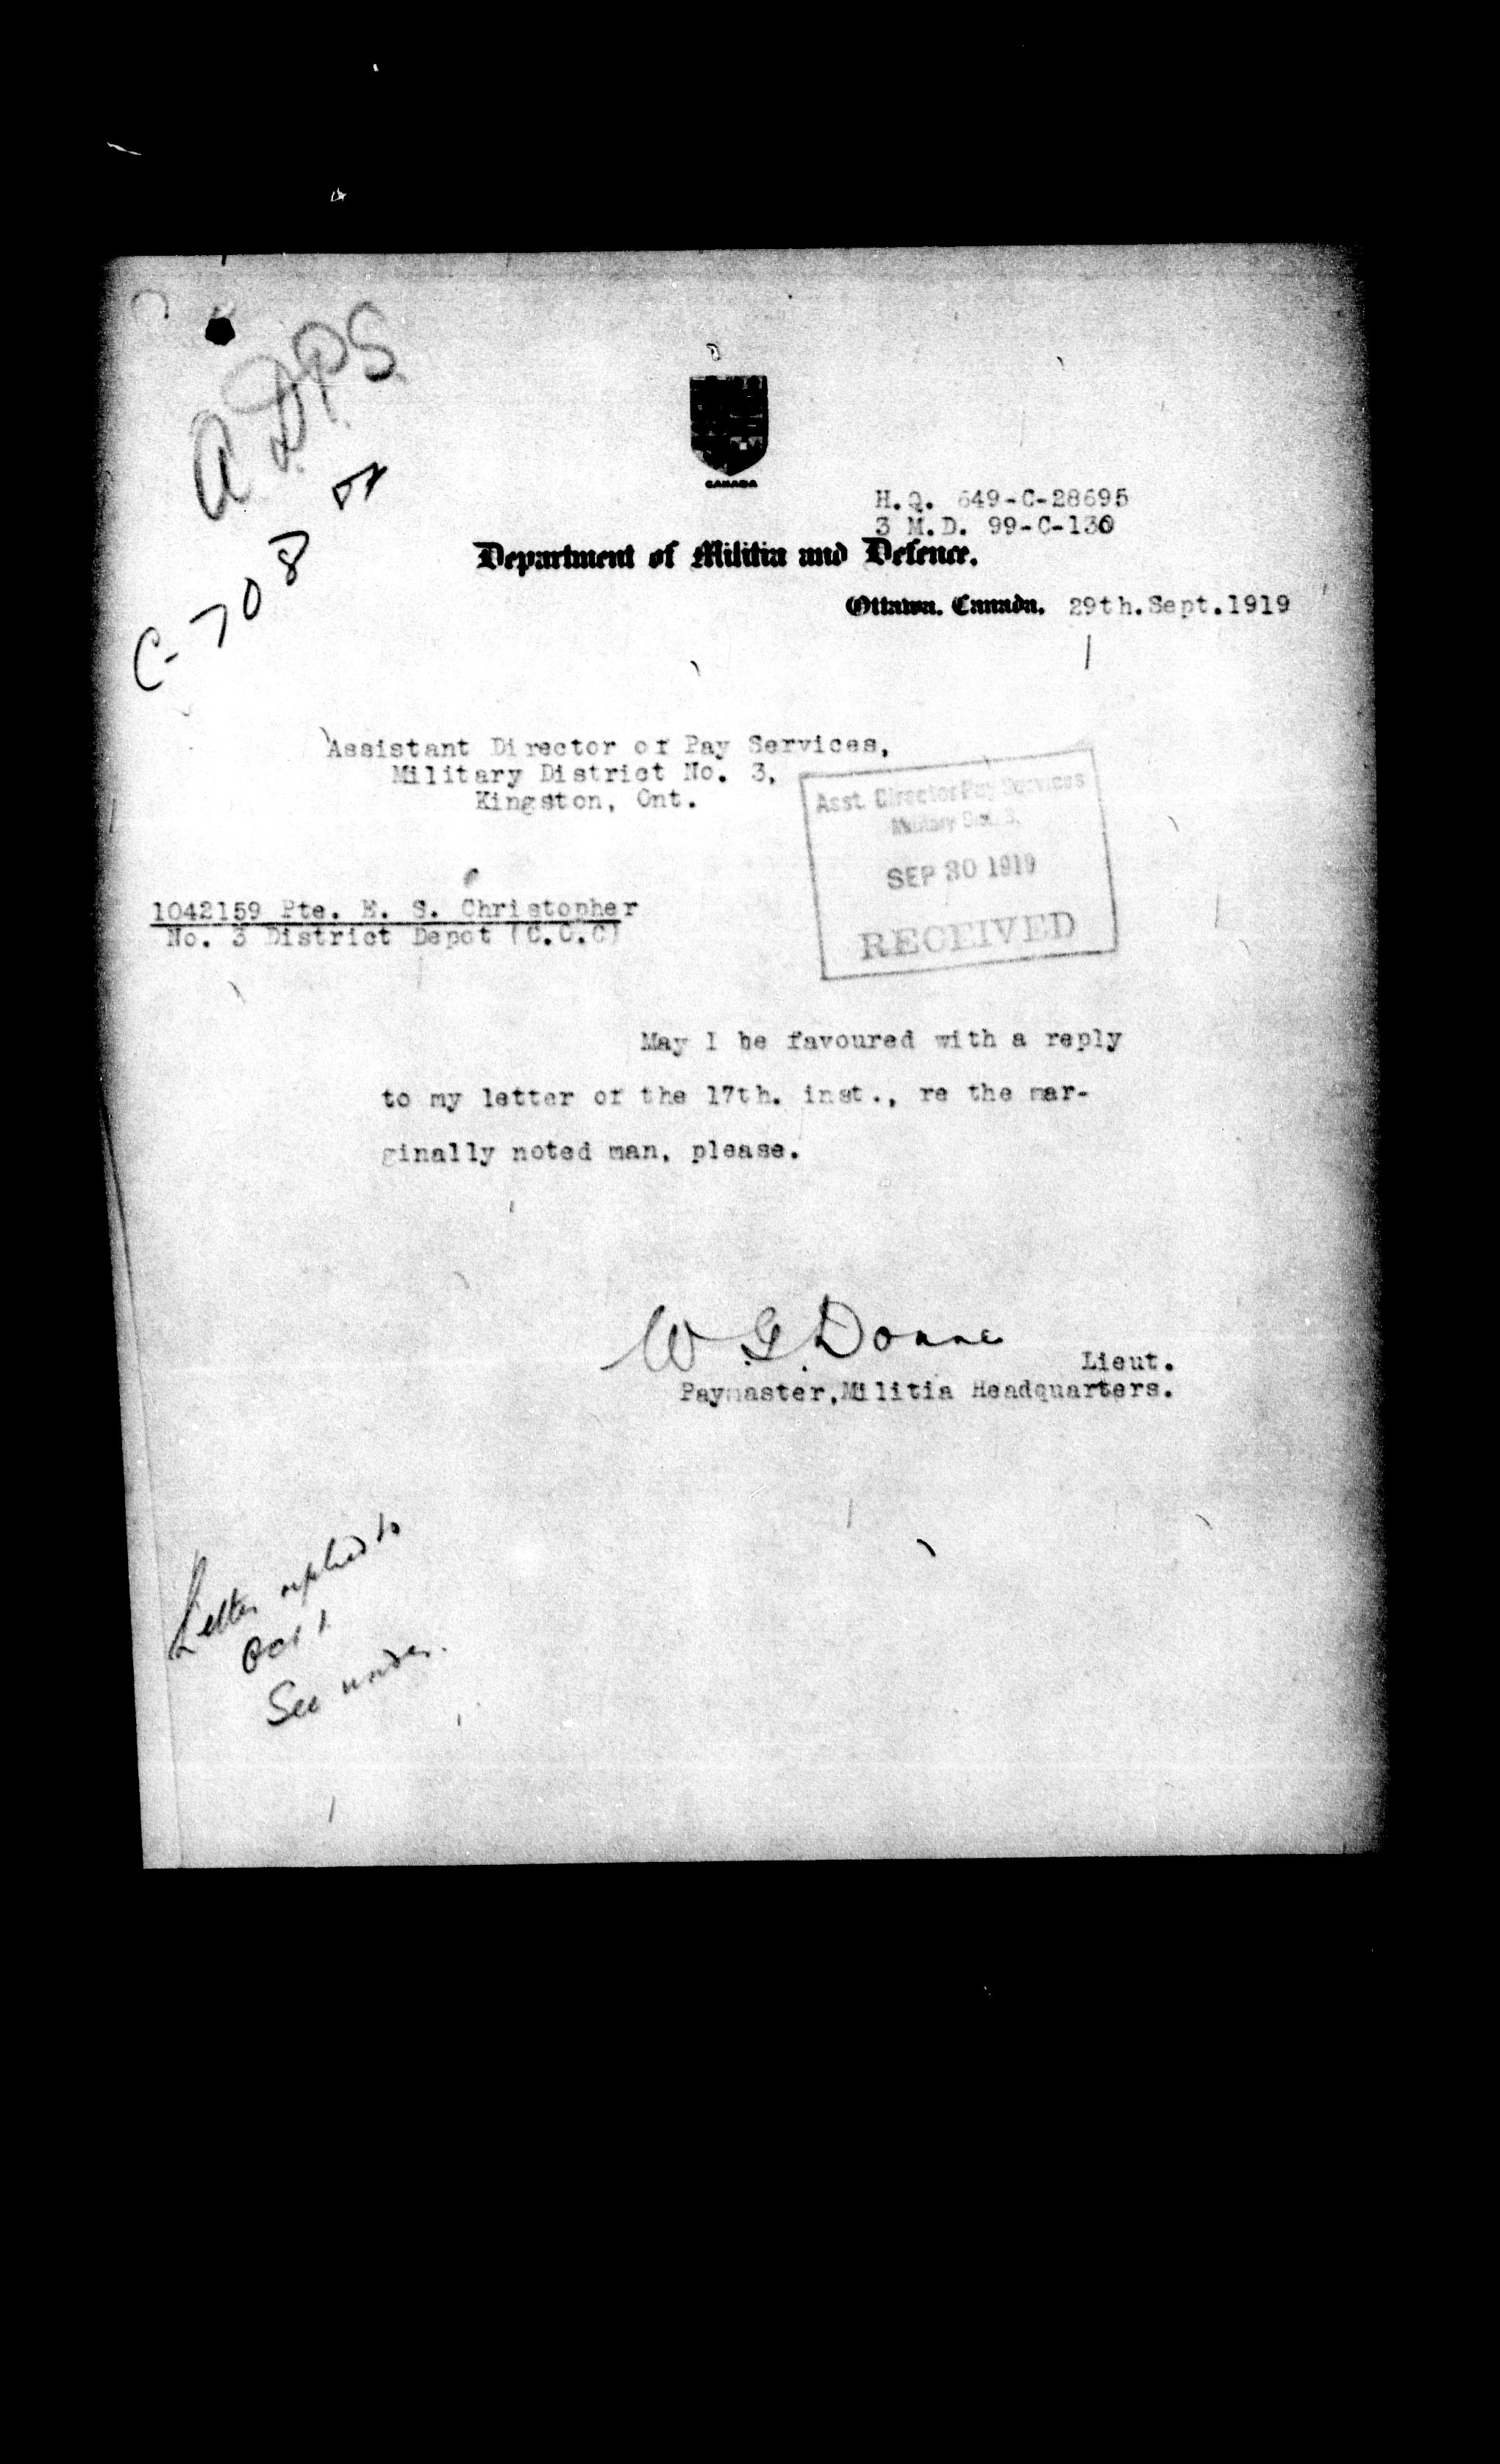 A.D.P.S.
C-708
CANADA
H.Q. 649-C-28695
3 M.D. 99-C-130
Department of Militia and Defence.
Ottawa, Canada, 29th.Sept.1919
Assistant Director of Pay Services,
Military District No. 3,
Kingston, Ont.
Asst. Director Pay Services
Military Dist. 3.
SEP 30 1919
RECEIVED
1042159 Pte. E. S. Christopher
No. 3 District Depot (C.C.C)
May I be favoured with a reply
to my letter of the 17th. inst., re the mar-
ginally noted man, please.
W.G. Donne
Lieut.
Paymaster,Militia Headquarters.
Letter replied to
Oct 1
See under.